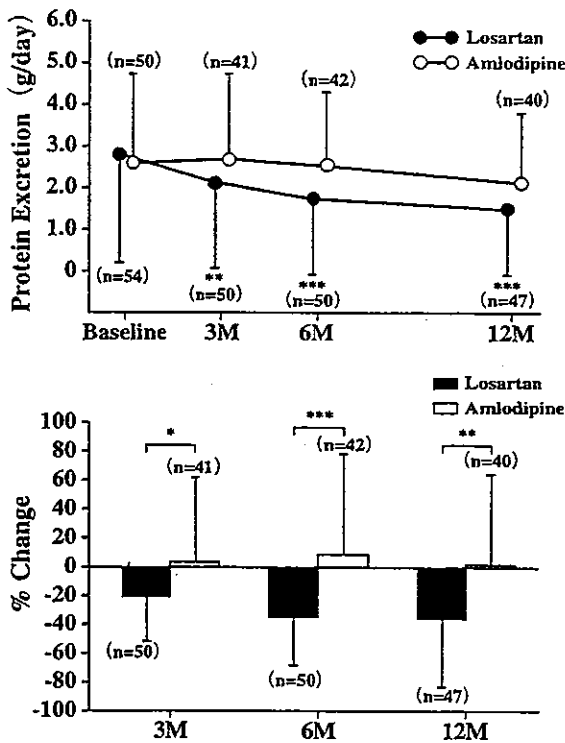 Protein Excretion (g/day)
6.0
5.0
4.0
3.0
2.0
1.0
0
Losartan
Amlodipine
(n=50)
(n=41)
(n=42)
(n=40)
(n=54)
**
(n=50)
***
(n=50)
***
(n=47)
Baseline 3M 6M 12M
% Change
100
80
60
40
20
0
-20
-40
-60
-80
-100
Losartan
Amlodipine
*
(n=41)
***
(n=42)
**
(n=40)
(n=50)
(n=50)
(n=47)
3M 6M 12M